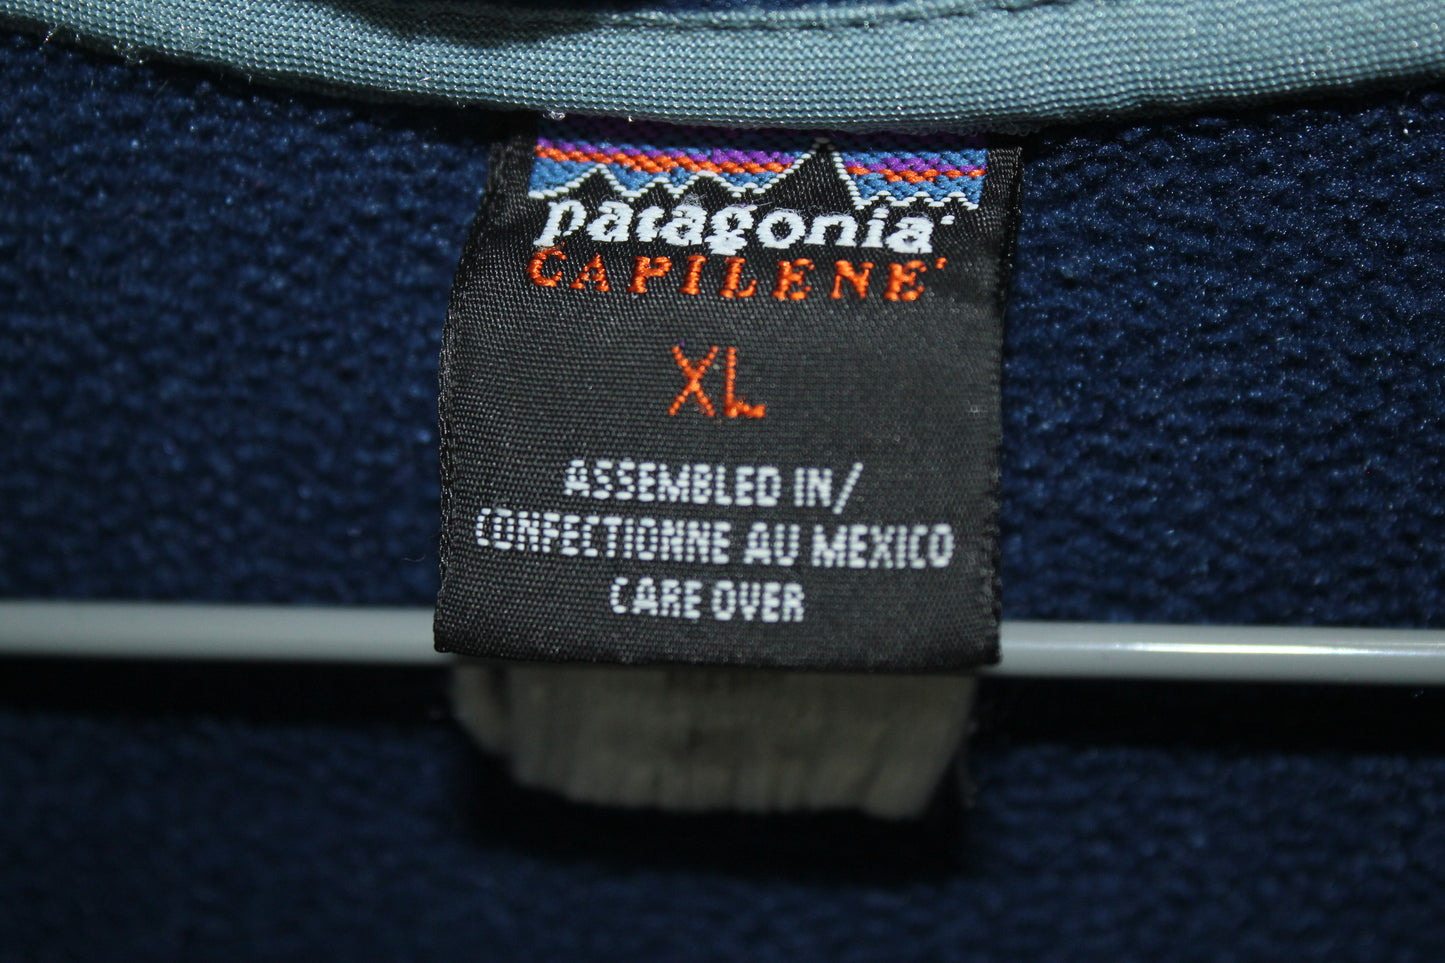 patagonia®
CAPILENE®
XL
ASSEMBLED IN/
CONFECTIONNE AU MEXICO
CARE OVER